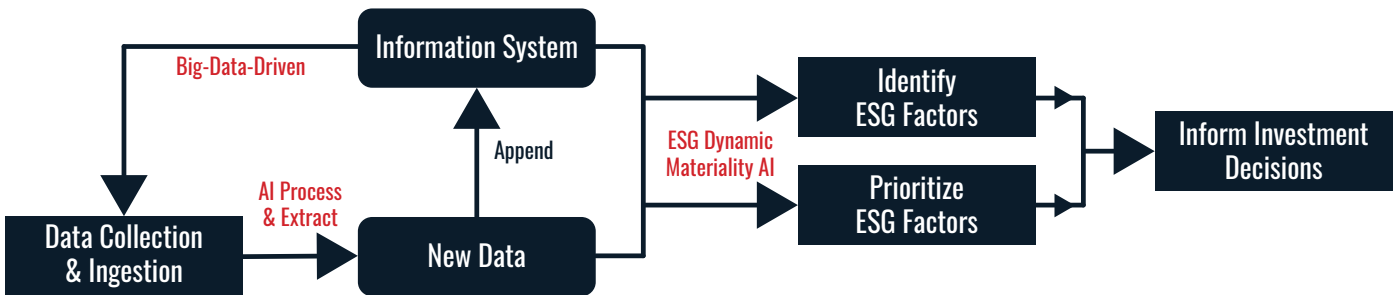 Information System
Big-Data-Driven
Identify
ESG Factors
Append
ESG Dynamic
Materiality AI
Inform Investment
Decisions
AI Process
& Extract
Prioritize
ESG Factors
Data Collection
& Ingestion
New Data